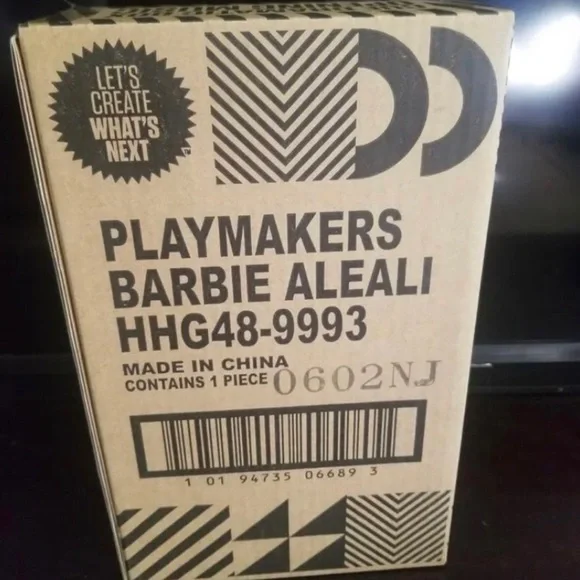 LET'S
CREATE
WHAT'S
NEXT
PLAYMAKERS
BARBIE ALEALI
HHG48-9993
MADE IN CHINA
CONTAINS 1 PIECE 0602NJ
1 01 94735 06689 3